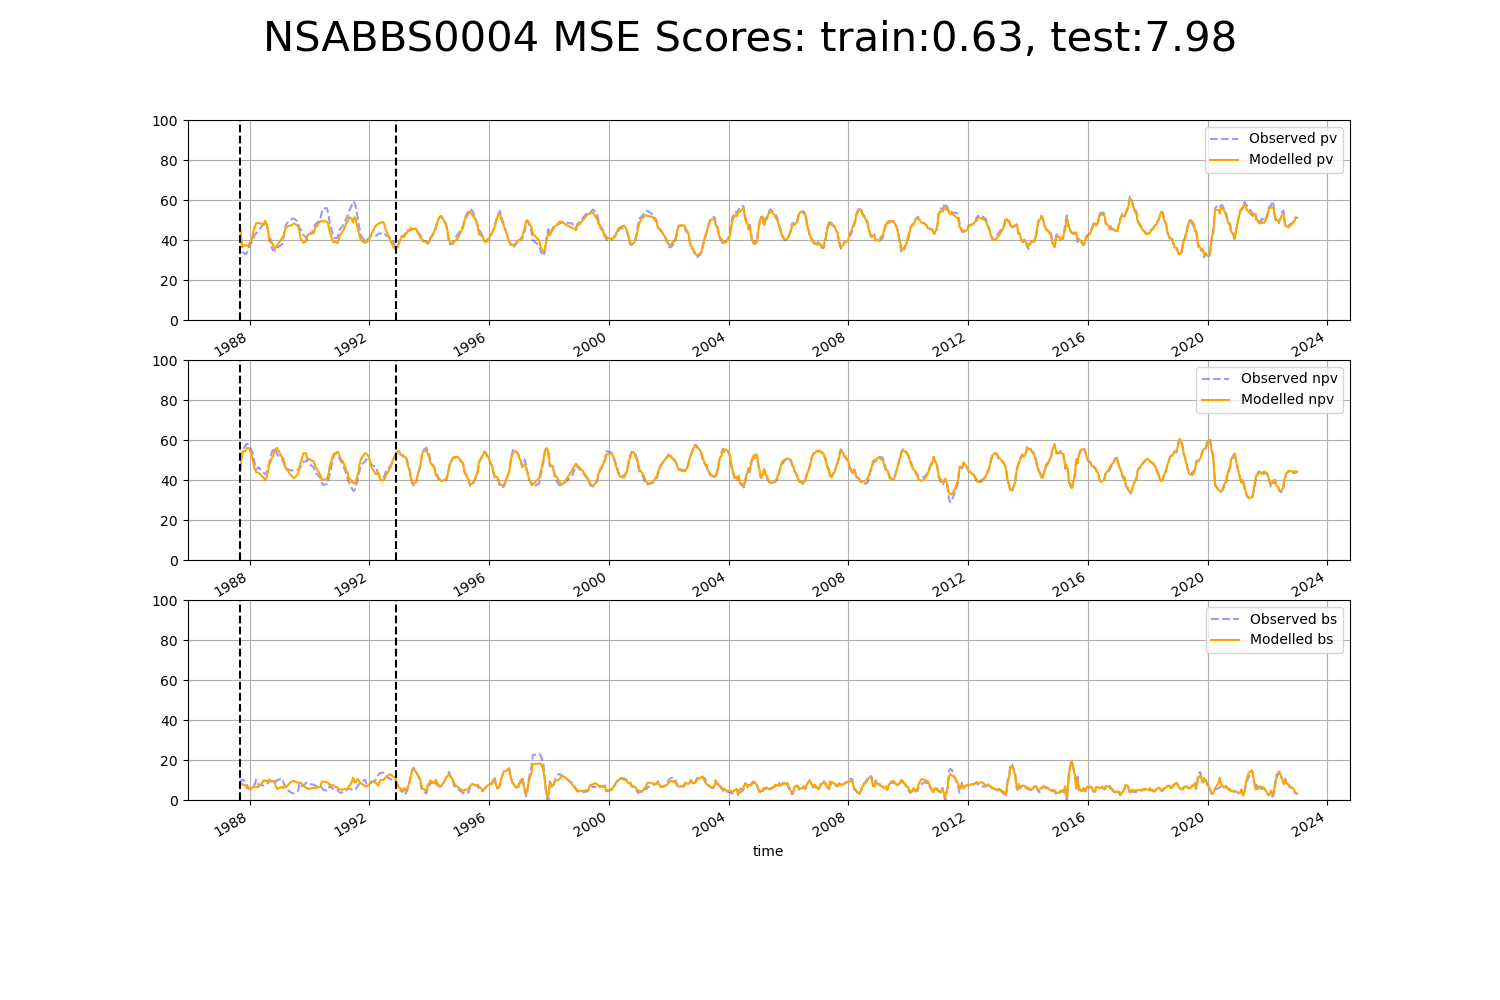 NSABBS0004 MSE Scores: train:0.63, test:7.98
100
80
60
40
20
0
Observed pv
Modelled pv
1988 1992 1996 2000 2004 2008 2012 2016 2020 2024
100
80
60
40
20
0
Observed npv
Modelled npv
1988 1992 1996 2000 2004 2008 2012 2016 2020 2024
100
80
60
40
20
0
Observed bs
Modelled bs
1988 1992 1996 2000 2004 2008 2012 2016 2020 2024
time